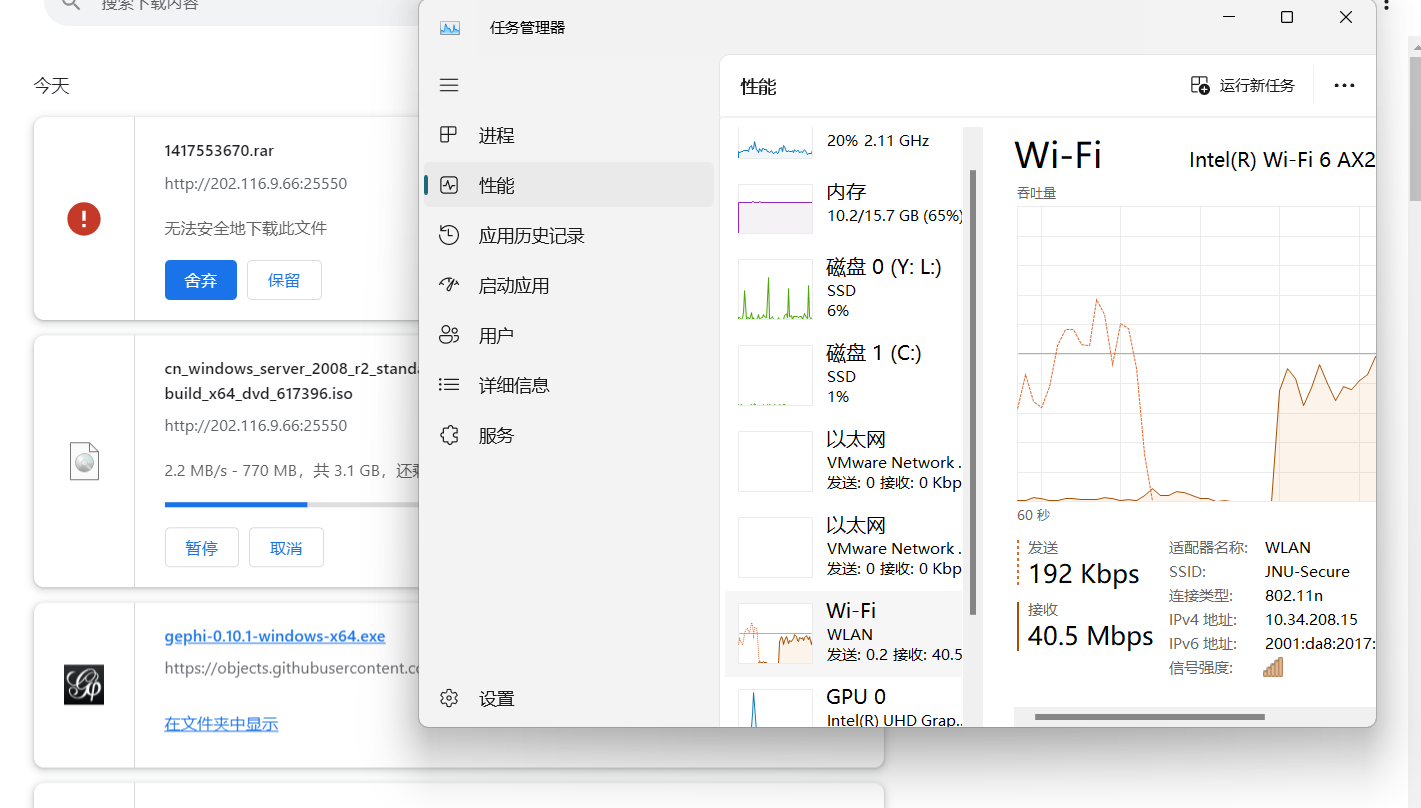 搜索下载内容
今天
1417553670.rar
http://202.116.9.66:25550
无法安全地下载此文件
舍弃
保留
cn_windows_server_2008_r2_standa
build_x64_dvd_617396.iso
http://202.116.9.66:25550
2.2 MB/s - 770 MB，共 3.1 GB，还剩
暂停
取消
gephi-0.10.1-windows-x64.exe
https://objects.githubusercontent.co
在文件夹中显示
任务管理器
进程
性能
应用历史记录
启动应用
用户
详细信息
服务
设置
性能
运行新任务
20% 2.11 GHz
内存
10.2/15.7 GB (65%)
磁盘 0 (Y: L:)
SSD
6%
磁盘 1 (C:)
SSD
1%
以太网
VMware Network .
发送: 0 接收: 0 Kbp
以太网
VMware Network .
发送: 0 接收: 0 Kbp
Wi-Fi
WLAN
发送: 0.2 接收: 40.5
GPU 0
Intel(R) UHD Grap..
Wi-Fi
Intel(R) Wi-Fi 6 AX2
吞吐量
60 秒
发送
192 Kbps
接收
40.5 Mbps
适配器名称: WLAN
SSID: JNU-Secure
连接类型: 802.11n
IPv4 地址: 10.34.208.15
IPv6 地址: 2001:da8:2017:
信号强度: